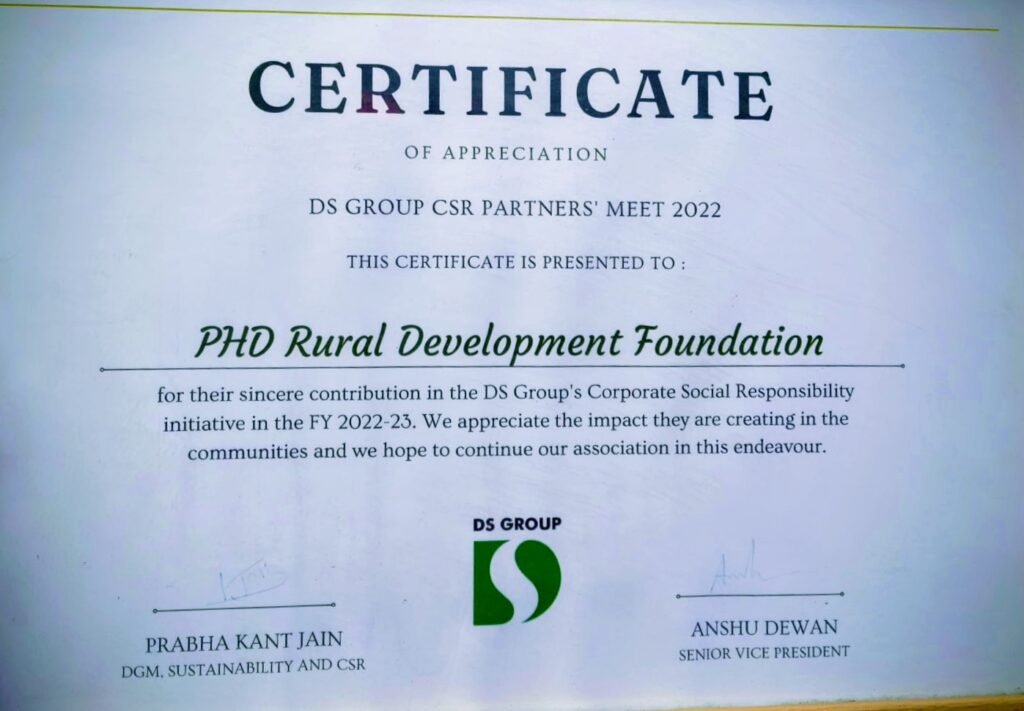 CERTIFICATE
OF APPRECIATION
DS GROUP CSR PARTNERS' MEET 2022
THIS CERTIFICATE IS PRESENTED TO :
PHD Rural Development Foundation
for their sincere contribution in the DS Group's Corporate Social Responsibility
initiative in the FY 2022-23. We appreciate the impact they are creating in the
communities and we hope to continue our association in this endeavour.
DS GROUP
PRABHA KANT JAIN
DGM, SUSTAINABILITY AND CSR
ANSHU DEWAN
SENIOR VICE PRESIDENT